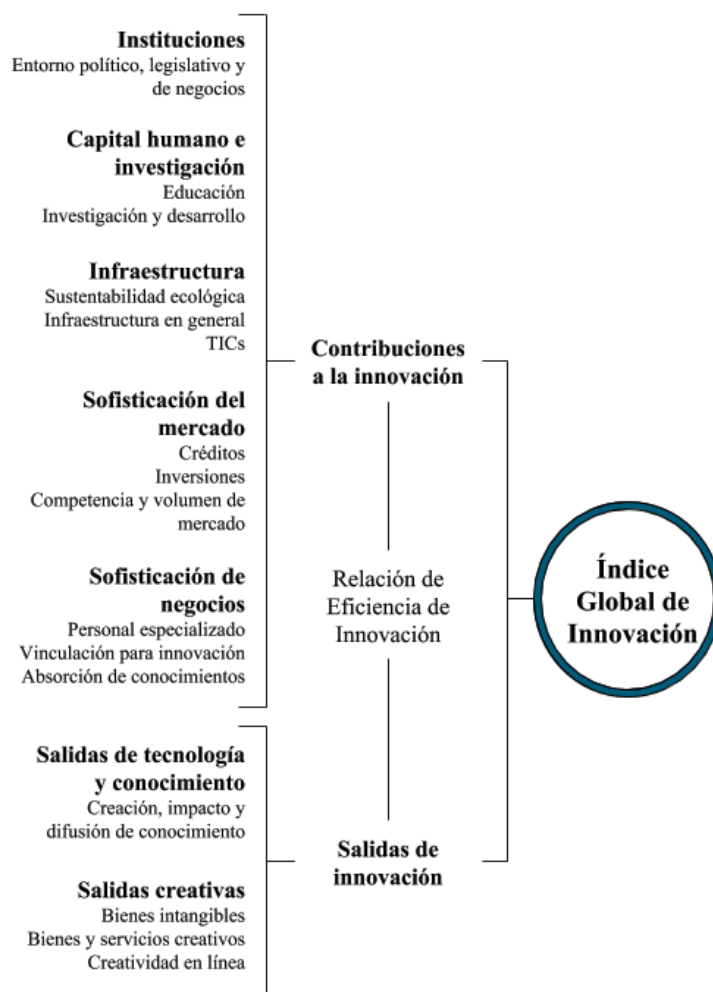 Instituciones
Entorno político, legislativo y
de negocios
Capital humano e
investigación
Educación
Investigación y desarrollo
Infraestructura
Sustentabilidad ecológica
Infraestructura en general
TICs
Sofisticación del
mercado
Créditos
Inversiones
Competencia y volumen de
mercado
Sofisticación de
negocios
Personal especializado
Vinculación para innovación
Absorción de conocimientos
Salidas de tecnología
y conocimiento
Creación, impacto y
difusión de conocimiento
Salidas creativas
Bienes intangibles
Bienes y servicios creativos
Creatividad en línea
Contribuciones
a la innovación
Relación de
Eficiencia de
Innovación
Salidas de
innovación
Índice
Global de
Innovación